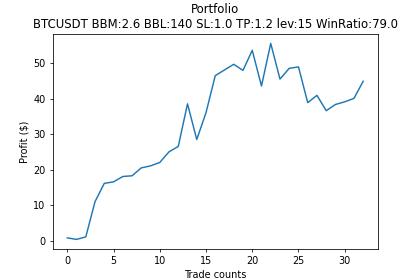 Portfolio
BTCUSDT BBM:2.6 BBL:140 SL:1.0 TP:1.2 lev:15 WinRatio:79.0
50
40
30
20
10
0
Profit ($)
0 5 10 15 20 25 30
Trade counts